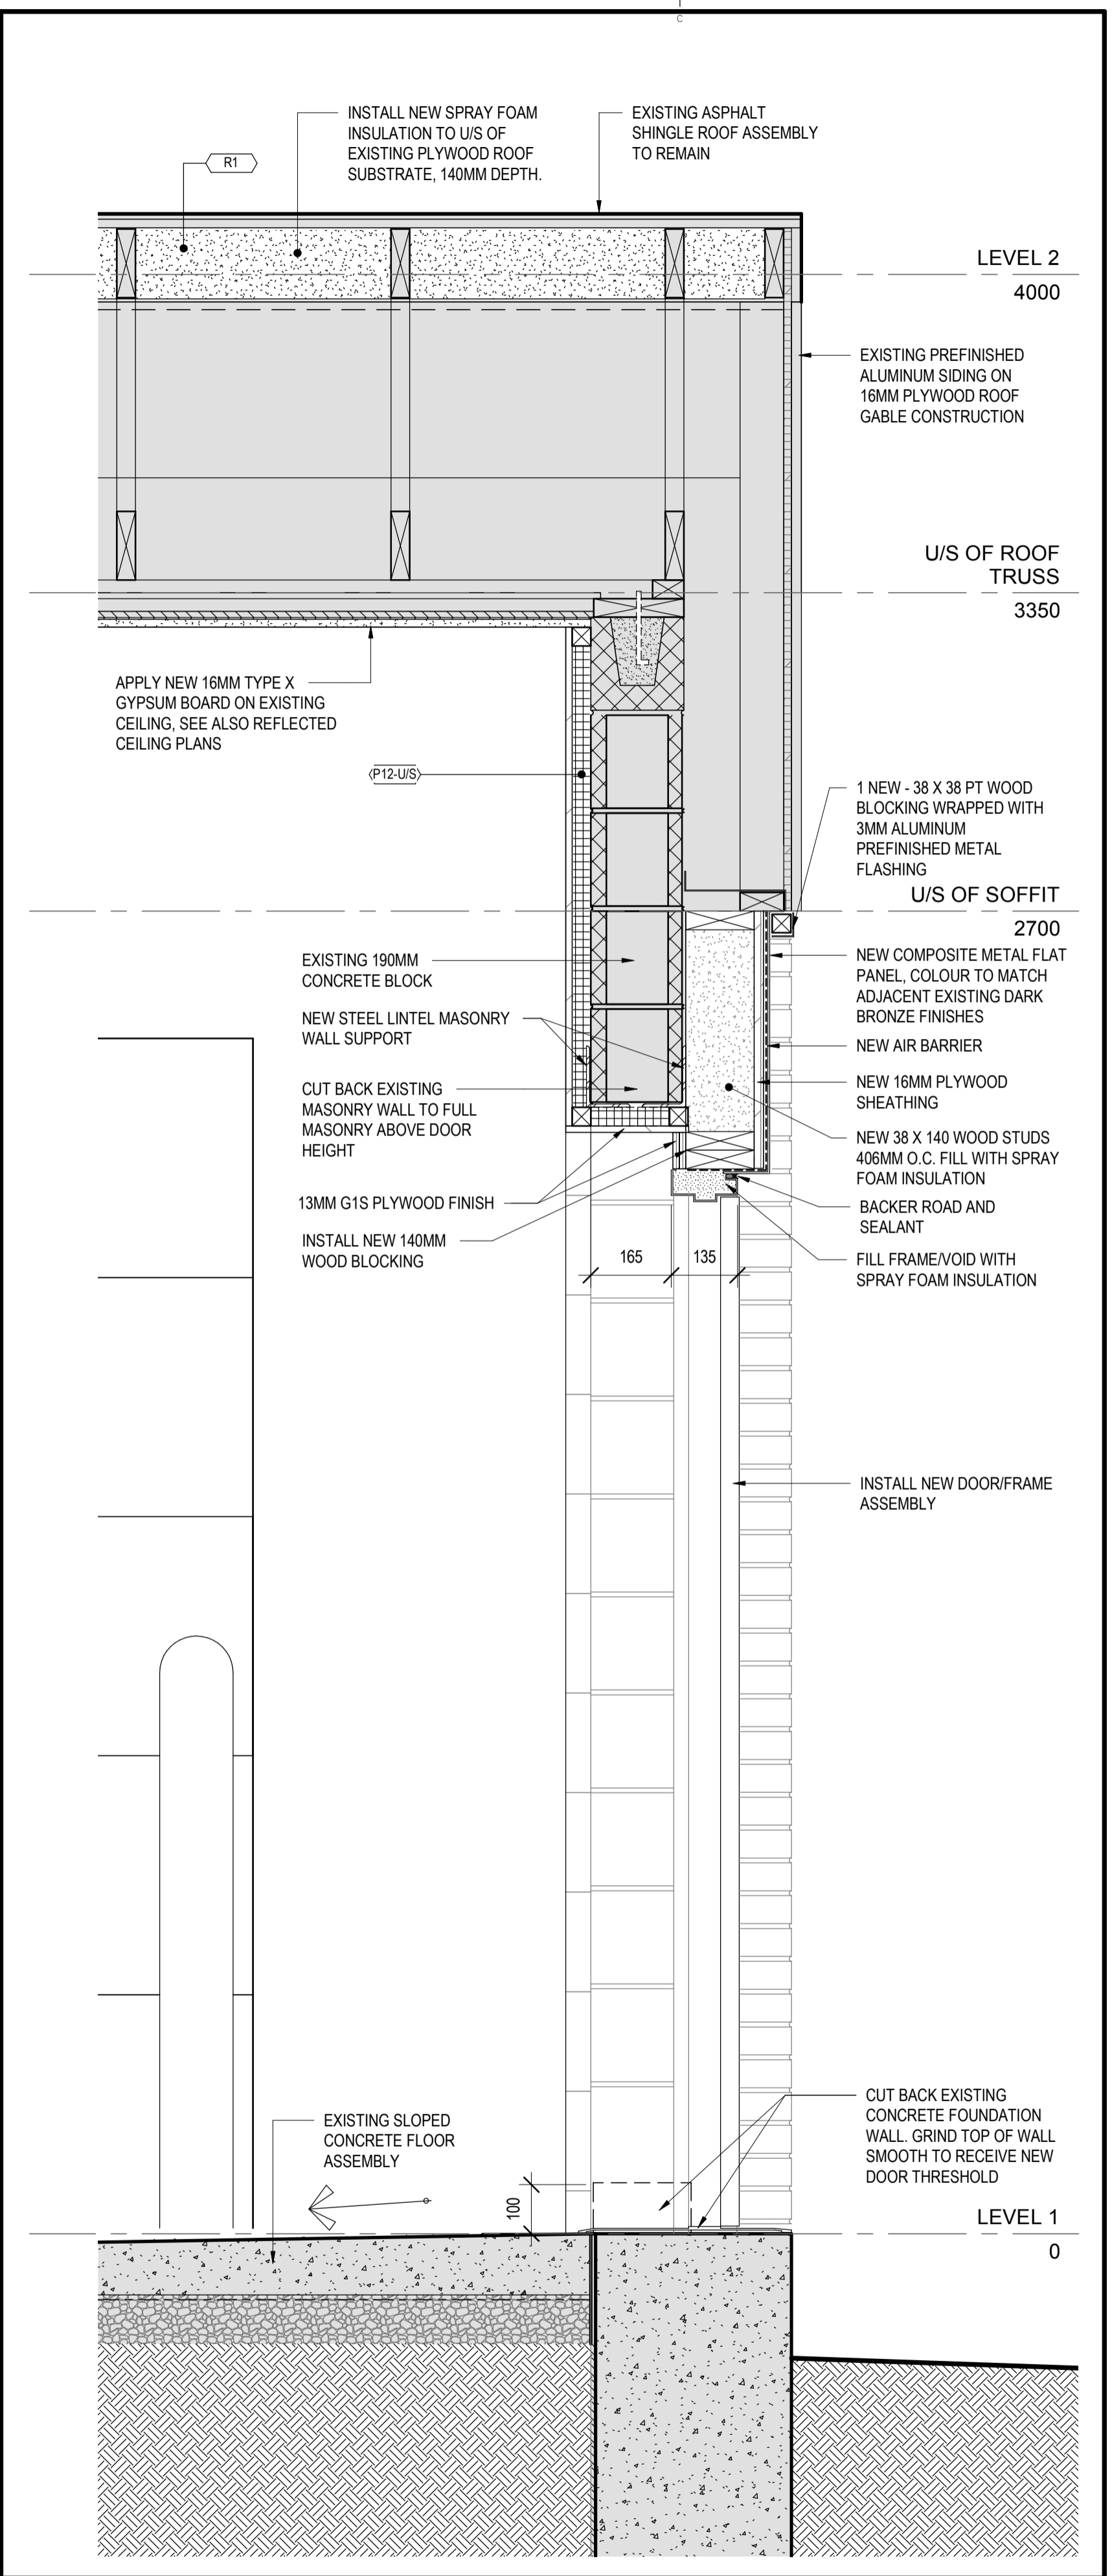 C
INSTALL NEW SPRAY FOAM
INSULATION TO U/S OF
EXISTING PLYWOOD ROOF
SUBSTRATE, 140MM DEPTH.
EXISTING ASPHALT
SHINGLE ROOF ASSEMBLY
TO REMAIN
R1
LEVEL 2
4000
EXISTING PREFINISHED
ALUMINUM SIDING ON
16MM PLYWOOD ROOF
GABLE CONSTRUCTION
U/S OF ROOF
TRUSS
3350
APPLY NEW 16MM TYPE X
GYPSUM BOARD ON EXISTING
CEILING, SEE ALSO REFLECTED
CEILING PLANS
P12-U/S
1 NEW - 38 X 38 PT WOOD
BLOCKING WRAPPED WITH
3MM ALUMINUM
PREFINISHED METAL
FLASHING
U/S OF SOFFIT
2700
EXISTING 190MM
CONCRETE BLOCK
NEW STEEL LINTEL MASONRY
WALL SUPPORT
CUT BACK EXISTING
MASONRY WALL TO FULL
MASONRY ABOVE DOOR
HEIGHT
13MM G1S PLYWOOD FINISH
INSTALL NEW 140MM
WOOD BLOCKING
NEW COMPOSITE METAL FLAT
PANEL, COLOUR TO MATCH
ADJACENT EXISTING DARK
BRONZE FINISHES
NEW AIR BARRIER
NEW 16MM PLYWOOD
SHEATHING
NEW 38 X 140 WOOD STUDS
406MM O.C. FILL WITH SPRAY
FOAM INSULATION
BACKER ROAD AND
SEALANT
FILL FRAME/VOID WITH
SPRAY FOAM INSULATION
165
135
INSTALL NEW DOOR/FRAME
ASSEMBLY
EXISTING SLOPED
CONCRETE FLOOR
ASSEMBLY
100
CUT BACK EXISTING
CONCRETE FOUNDATION
WALL. GRIND TOP OF WALL
SMOOTH TO RECEIVE NEW
DOOR THRESHOLD
LEVEL 1
0